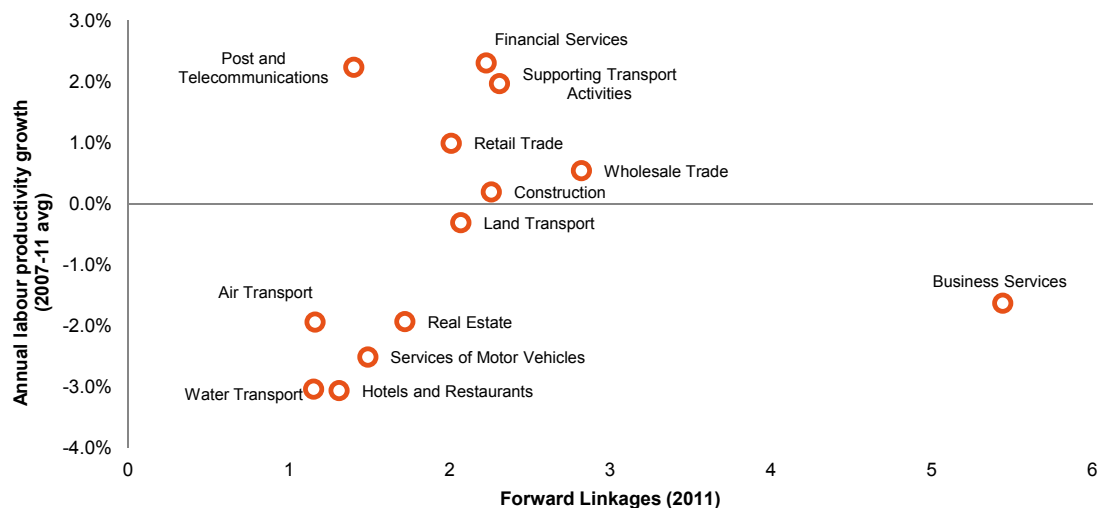 3.0%
2.0%
1.0%
0.0%
-1.0%
-2.0%
-3.0%
-4.0%
Annual labour productivity growth
(2007-11 avg)
Post and
Telecommunications
Financial Services
Supporting Transport
Activities
Retail Trade
Wholesale Trade
Construction
Land Transport
Business Services
Air Transport
Real Estate
Services of Motor Vehicles
Water Transport
Hotels and Restaurants
0
1
2
3
4
5
6
Forward Linkages (2011)